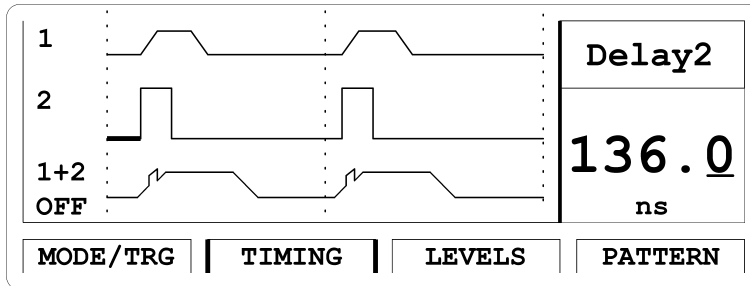 1
2
1+2
OFF
Delay2
136.0
ns
MODE/TRG
TIMING
LEVELS
PATTERN